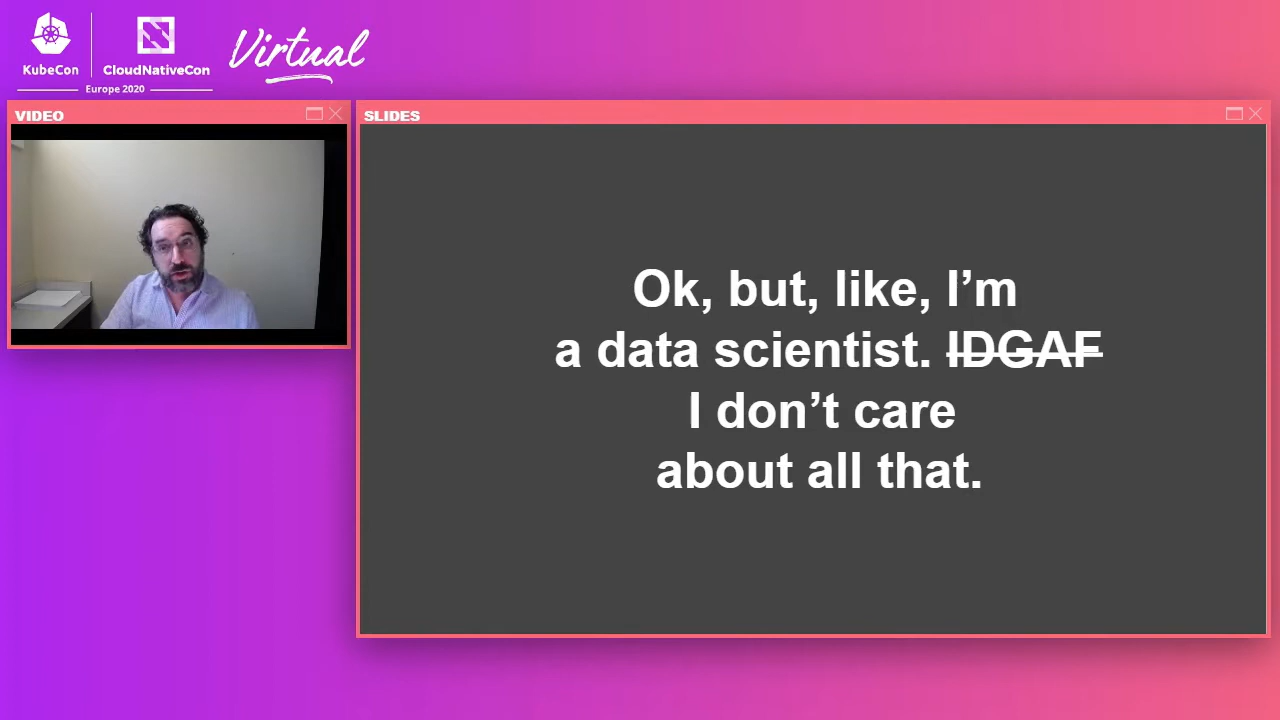 KubeCon
CloudNativeCon
Europe 2020
Virtual
VIDEO
SLIDES
Ok, but, like, I’m
a data scientist. IDGAF
I don’t care
about all that.